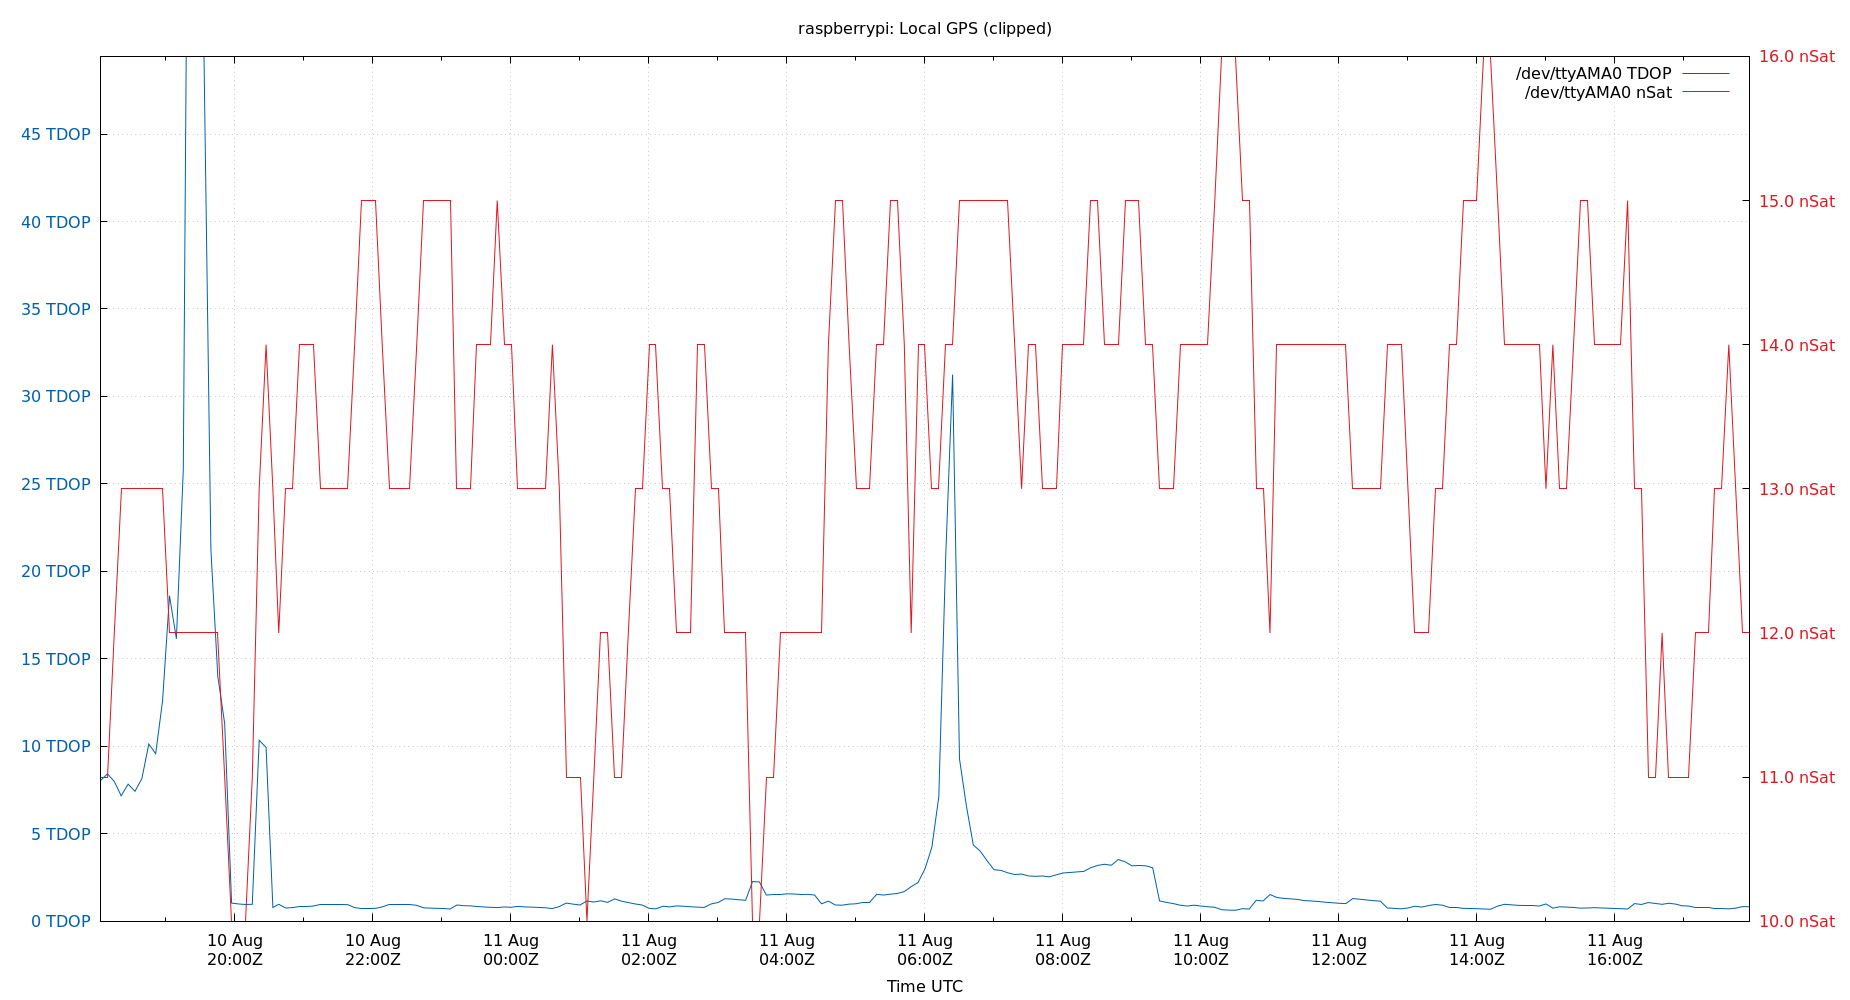 raspberrypi: Local GPS (clipped)
16.0 nSat
/dev/ttyAMA0 TDOP
/dev/ttyAMA0 nSat
45 TDOP
15.0 nSat
40 TDOP
35 TDOP
14.0 nSat
30 TDOP
25 TDOP
13.0 nSat
20 TDOP
12.0 nSat
15 TDOP
10 TDOP
11.0 nSat
5 TDOP
0 TDOP
10.0 nSat
10 Aug 10 Aug 11 Aug 11 Aug 11 Aug 11 Aug 11 Aug 11 Aug 11 Aug 11 Aug 11 Aug
20:00Z 22:00Z 00:00Z 02:00Z 04:00Z 06:00Z 08:00Z 10:00Z 12:00Z 14:00Z 16:00Z
Time UTC